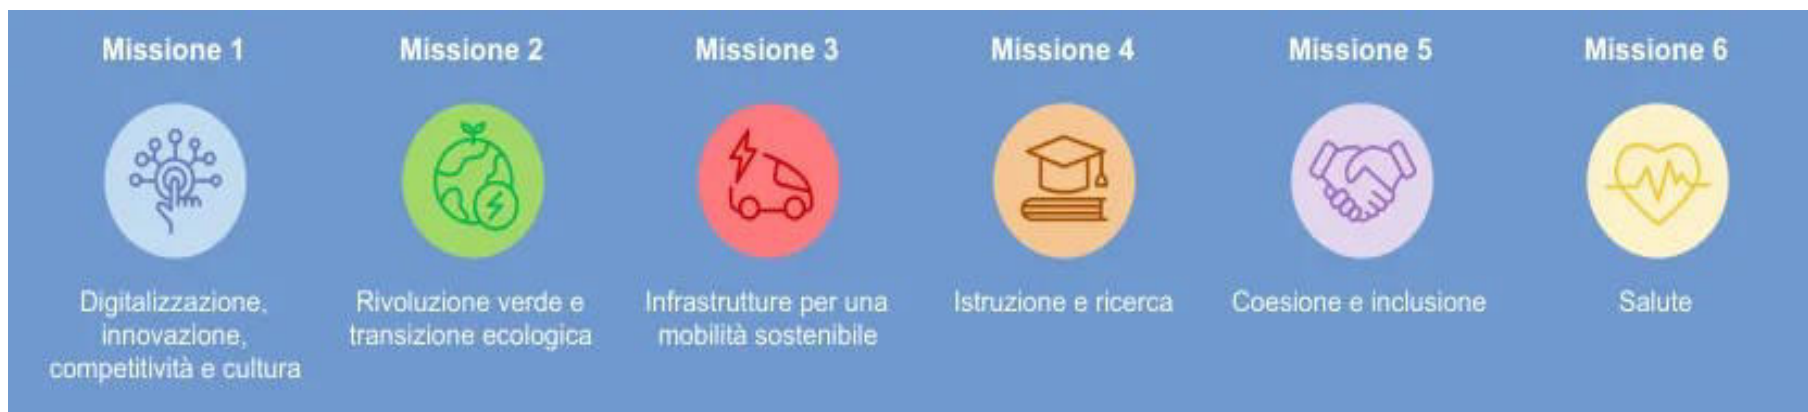 Missione 1
Digitalizzazione,
innovazione,
competitività e cultura
Missione 2
Rivoluzione verde e
transizione ecologica
Missione 3
Infrastrutture per una
mobilità sostenibile
Missione 4
Istruzione e ricerca
Missione 5
Coesione e inclusione
Missione 6
Salute